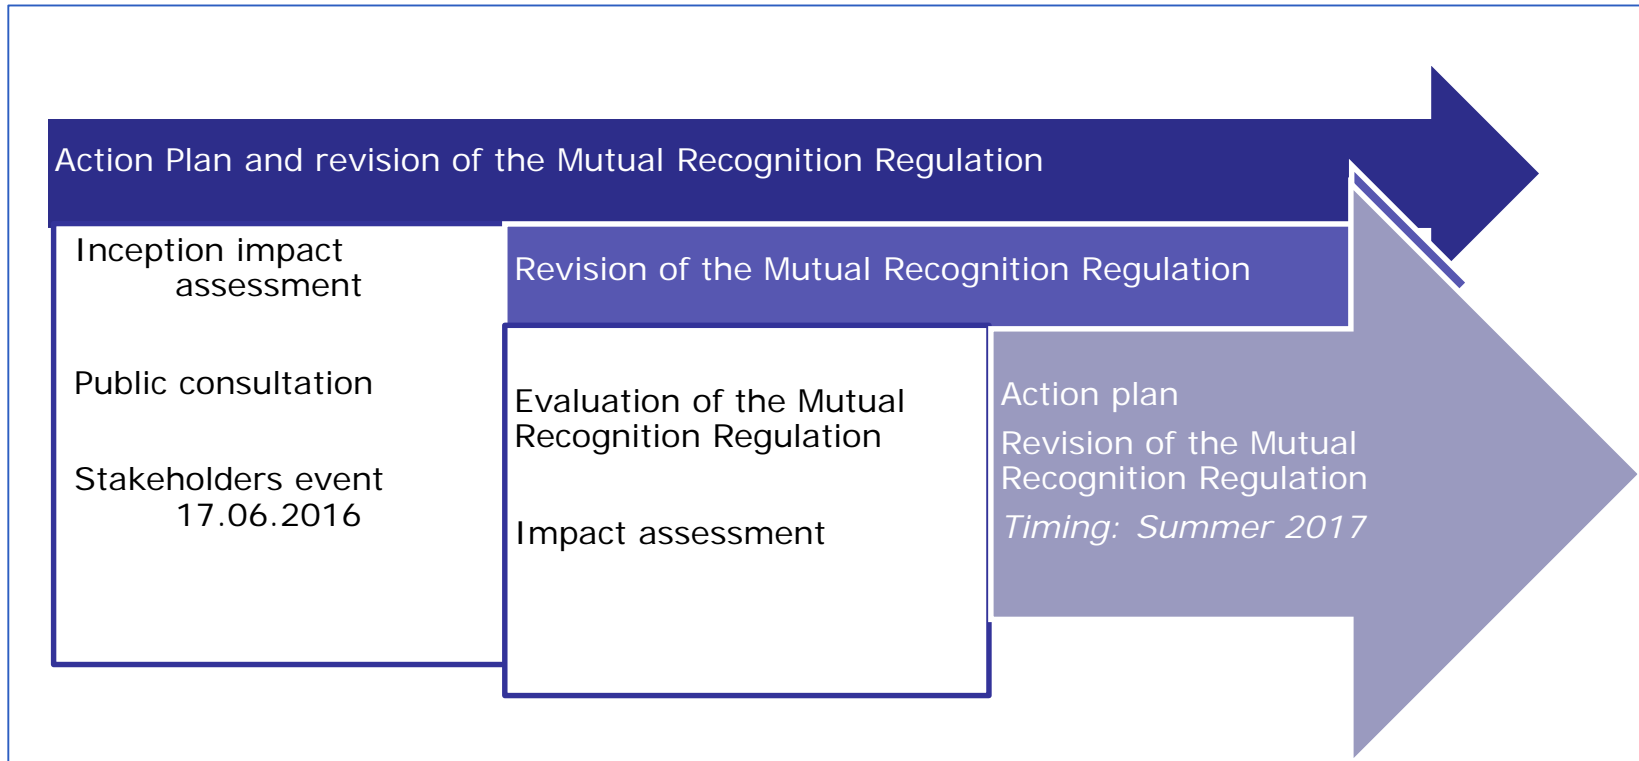 Action Plan and revision of the Mutual Recognition Regulation
Inception impact
assessment
Public consultation
Stakeholders event
17.06.2016
Revision of the Mutual Recognition Regulation
Evaluation of the Mutual
Recognition Regulation
Impact assessment
Action plan
Revision of the Mutual
Recognition Regulation
Timing: Summer 2017